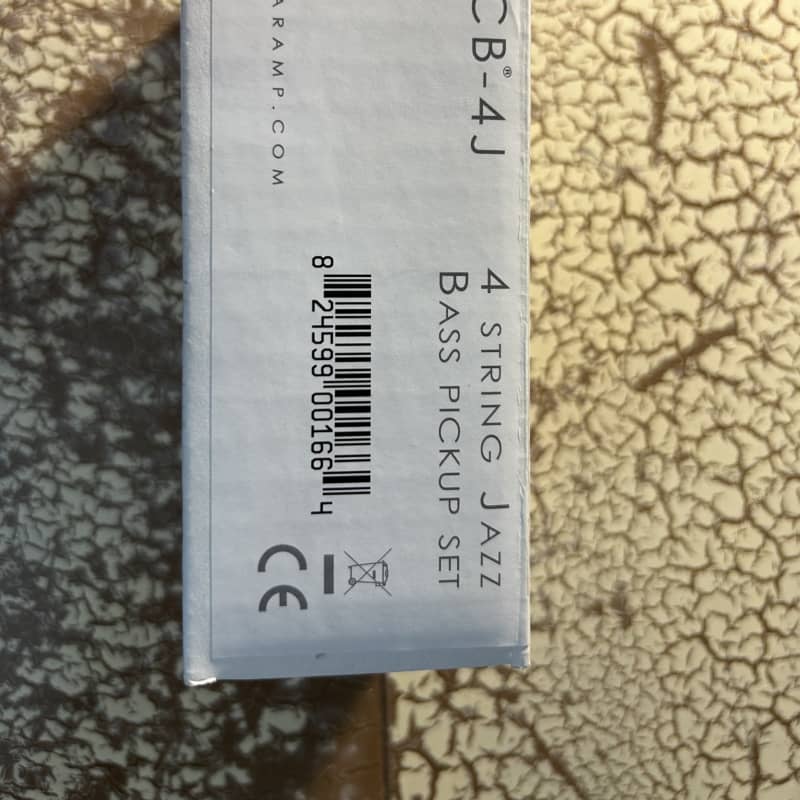 CB®-4J
4 STRING JAZZ
BASS PICKUP SET
8 24599 00166 4
ARAMP.COM
CE